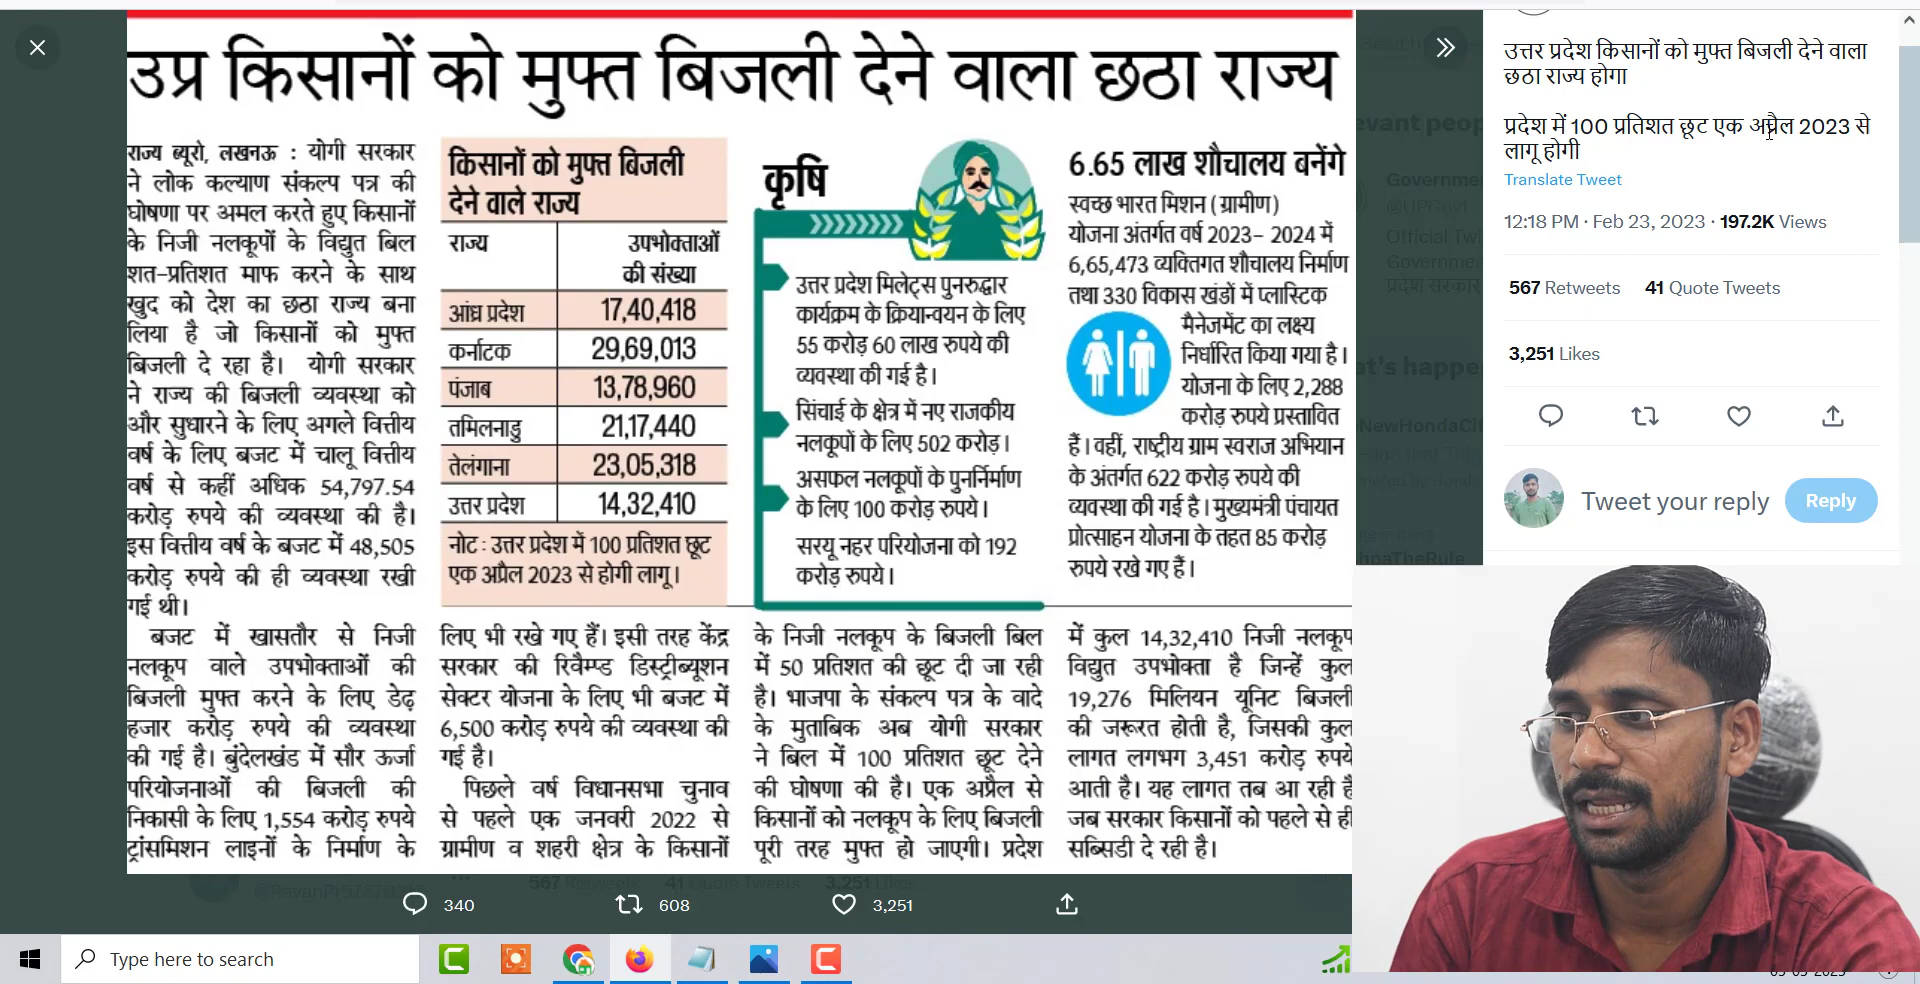 उप्र किसानों को मुफ्त बिजली देने वाला छठा राज्य
राज्य ब्यूरो, लखनऊ : योगी सरकार
ने लोक कल्याण संकल्प पत्र की
घोषणा पर अमल करते हुए किसानों
के निजी नलकूपों के विद्युत बिल
शत-प्रतिशत माफ करने के साथ
खुद को देश का छठा राज्य बना
लिया है जो किसानों को मुफ्त
बिजली दे रहा है। योगी सरकार
ने राज्य की बिजली व्यवस्था को
और सुधारने के लिए अगले वित्तीय
वर्ष के लिए बजट में चालू वित्तीय
वर्ष से कहीं अधिक 54,797.54
करोड़ रुपये की व्यवस्था की है।
इस वित्तीय वर्ष के बजट में 48,505
करोड़ रुपये की ही व्यवस्था रखी
गई थी।
बजट में खासतौर से निजी
नलकूप वाले उपभोक्ताओं की
बिजली मुफ्त करने के लिए डेढ़
हजार करोड़ रुपये की व्यवस्था
की गई है। बुंदेलखंड में सौर ऊर्जा
परियोजनाओं की बिजली की
निकासी के लिए 1,554 करोड़ रुपये
ट्रांसमिशन लाइनों के निर्माण के
किसानों को मुफ्त बिजली
देने वाले राज्य
राज्य उपभोक्ताओं
की संख्या
आंध्र प्रदेश 17,40,418
कर्नाटक 29,69,013
पंजाब 13,78,960
तमिलनाडु 21,17,440
तेलंगाना 23,05,318
उत्तर प्रदेश 14,32,410
नोट : उत्तर प्रदेश में 100 प्रतिशत छूट
एक अप्रैल 2023 से होगी लागू।
लिए भी रखे गए हैं। इसी तरह केंद्र
सरकार की रिवैम्प्ड डिस्ट्रीब्यूशन
सेक्टर योजना के लिए भी बजट में
6,500 करोड़ रुपये की व्यवस्था की
गई है।
पिछले वर्ष विधानसभा चुनाव
से पहले एक जनवरी 2022 से
ग्रामीण व शहरी क्षेत्र के किसानों
कृषि
उत्तर प्रदेश मिलेट्स पुनरुद्धार
कार्यक्रम के क्रियान्वयन के लिए
55 करोड़ 60 लाख रुपये की
व्यवस्था की गई है।
सिंचाई के क्षेत्र में नए राजकीय
नलकूपों के लिए 502 करोड़।
असफल नलकूपों के पुनर्निर्माण
के लिए 100 करोड़ रुपये।
सरयू नहर परियोजना को 192
करोड़ रुपये।
के निजी नलकूप के बिजली बिल
में 50 प्रतिशत की छूट दी जा रही
है। भाजपा के संकल्प पत्र के वादे
के मुताबिक अब योगी सरकार
ने बिल में 100 प्रतिशत छूट देने
की घोषणा की है। एक अप्रैल से
किसानों को नलकूप के लिए बिजली
पूरी तरह मुफ्त हो जाएगी। प्रदेश
6.65 लाख शौचालय बनेंगे
स्वच्छ भारत मिशन (ग्रामीण)
योजना अंतर्गत वर्ष 2023- 2024 में
6,65,473 व्यक्तिगत शौचालय निर्माण
तथा 330 विकास खंडों में प्लास्टिक
मैनेजमेंट का लक्ष्य
निर्धारित किया गया है।
योजना के लिए 2,288
करोड़ रुपये प्रस्तावित
हैं। वहीं, राष्ट्रीय ग्राम स्वराज अभियान
के अंतर्गत 622 करोड़ रुपये की
व्यवस्था की गई है। मुख्यमंत्री पंचायत
प्रोत्साहन योजना के तहत 85 करोड़
रुपये रखे गए हैं।
में कुल 14,32,410 निजी नलकूप
विद्युत उपभोक्ता है जिन्हें कुल
19,276 मिलियन यूनिट बिजली
की जरूरत होती है, जिसकी कुल
लागत लगभग 3,451 करोड़ रुपये
आती है। यह लागत तब आ रही है
जब सरकार किसानों को पहले से ही
सब्सिडी दे रही है।
340 608 3,251
उत्तर प्रदेश किसानों को मुफ्त बिजली देने वाला
छठा राज्य होगा
प्रदेश में 100 प्रतिशत छूट एक अप्रैल 2023 से
लागू होगी
Translate Tweet
12:18 PM · Feb 23, 2023 · 197.2K Views
567 Retweets 41 Quote Tweets
3,251 Likes
Tweet your reply Reply
Type here to search